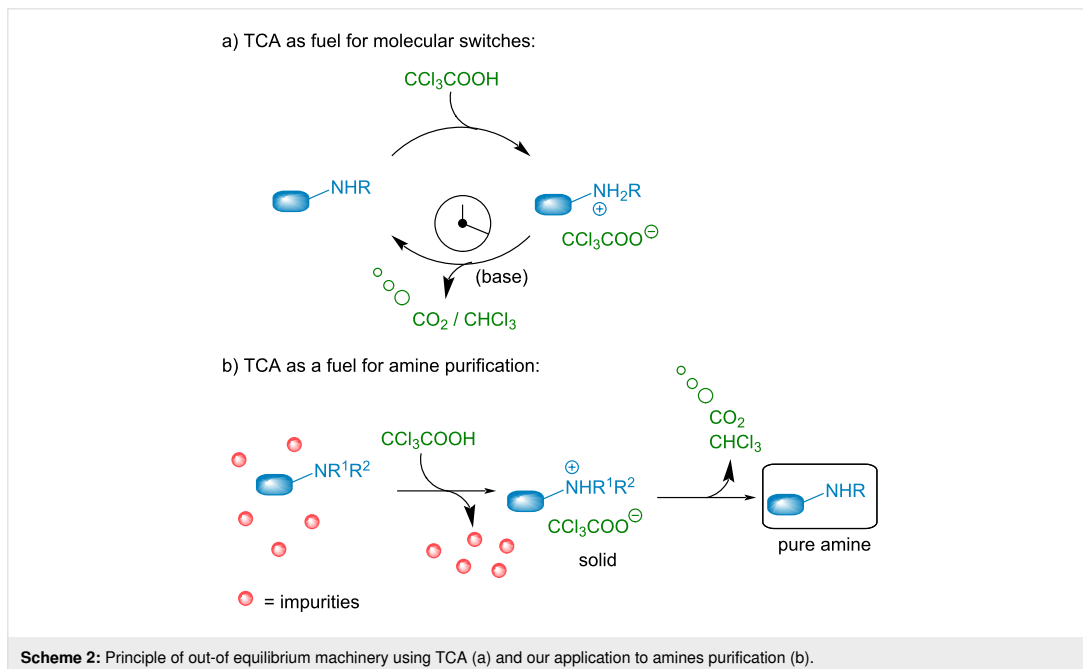 a) TCA as fuel for molecular switches:
CCl₃COOH
NHR
NH₂R
⊕
CCl₃COO⊖
(base)
CO₂ / CHCl₃
b) TCA as a fuel for amine purification:
CO₂
CHCl₃
CCl₃COOH
NR¹R²
⊕
NHR¹R²
NHR
CCl₃COO⊖
solid
pure amine
= impurities
Scheme 2: Principle of out-of equilibrium machinery using TCA (a) and our application to amines purification (b).